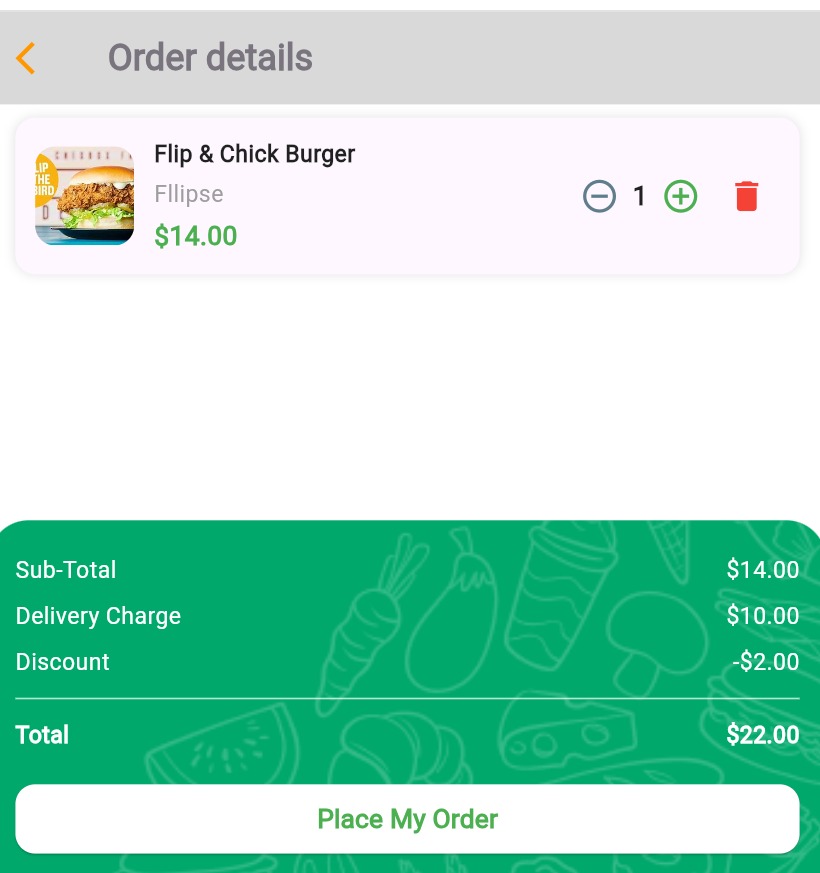 Order details
Flip & Chick Burger
Fllipse
$14.00
1
LIP
THE
BIRD
Sub-Total $14.00
Delivery Charge $10.00
Discount -$2.00
Total $22.00
Place My Order